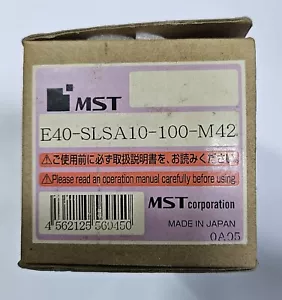 MST
E40-SLSA10-100-M42
⚠ご使用前に必ず取扱説明書を、お読みください。
⚠Please read an operation manual carefully before using.
4 562125 560450
MST corporation
MADE IN JAPAN
0A05